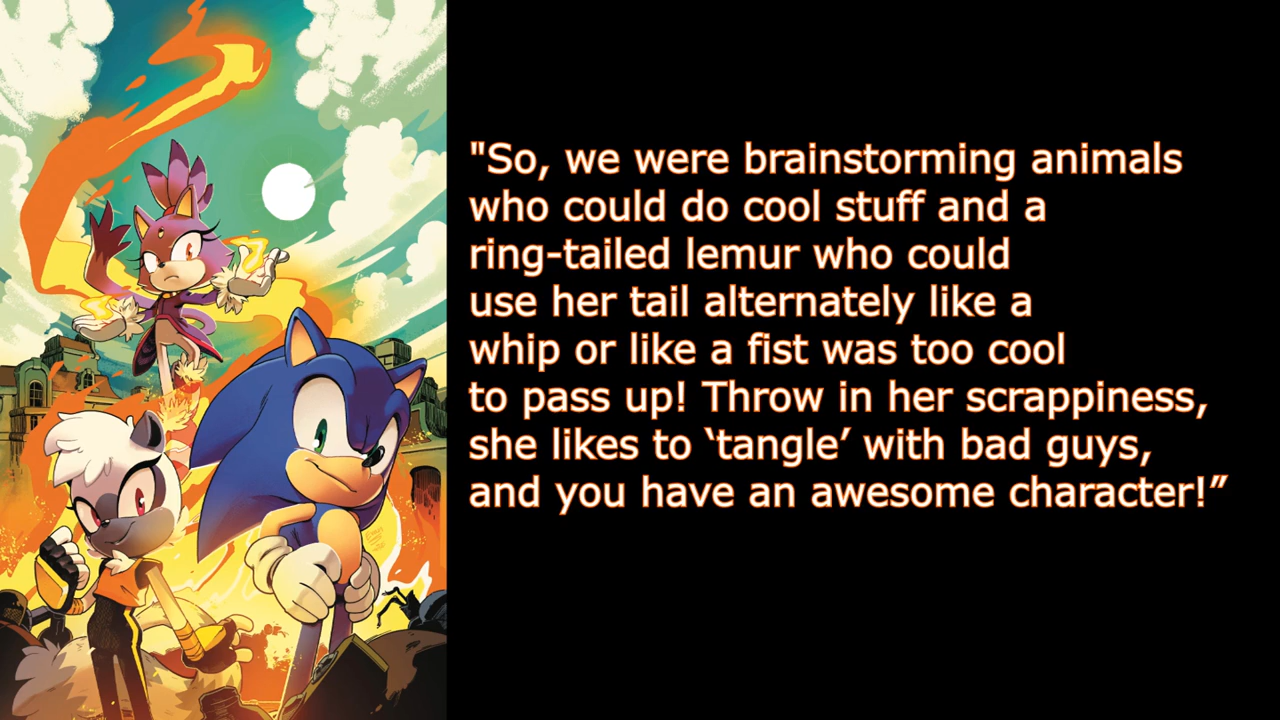 "So, we were brainstorming animals
who could do cool stuff and a
ring-tailed lemur who could
use her tail alternately like a
whip or like a fist was too cool
to pass up! Throw in her scrappiness,
she likes to ‘tangle’ with bad guys,
and you have an awesome character!”